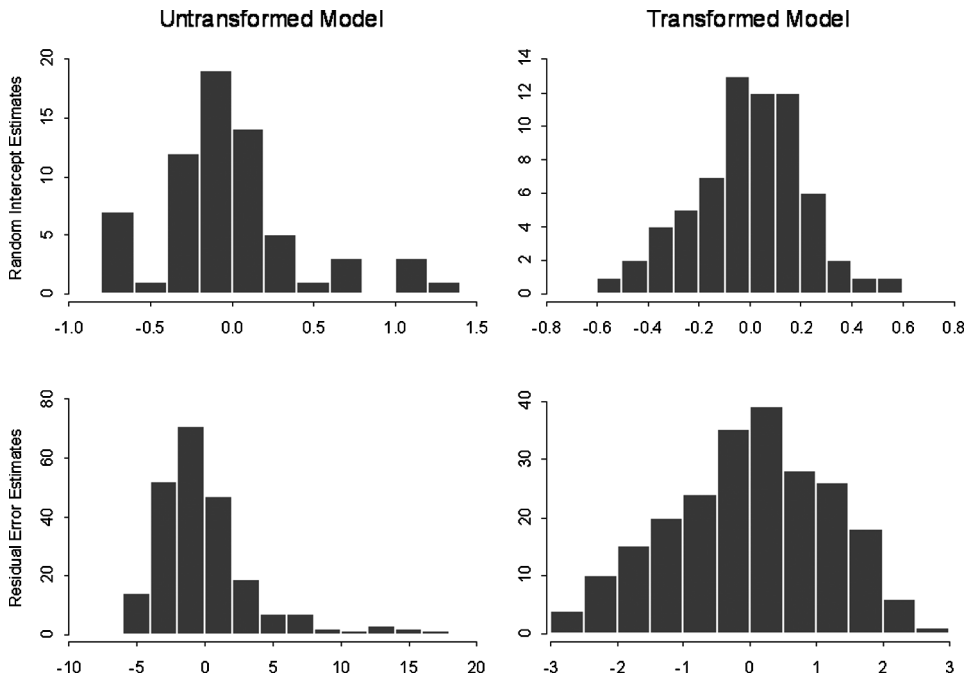 Untransformed Model
Transformed Model
Random Intercept Estimates
20
15
10
5
0
-1.0 -0.5 0.0 0.5 1.0 1.5
14
12
10
8
6
4
2
0
-0.8 -0.6 -0.4 -0.2 0.0 0.2 0.4 0.6 0.8
Residual Error Estimates
80
60
40
20
0
-10 -5 0 5 10 15 20
40
30
20
10
0
-3 -2 -1 0 1 2 3